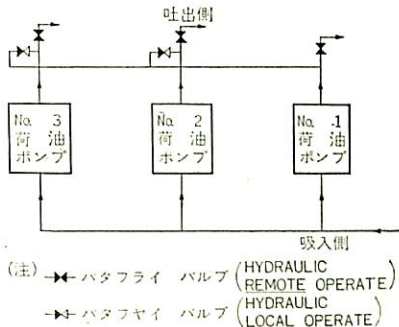 吐出側
No. 3
荷油
ポンプ
No. 2
荷油
ポンプ
No. 1
荷油
ポンプ
吸入側
(注) バタフライ バルブ (HYDRAULIC REMOTE OPERATE)
バタフヤイ バルブ (HYDRAULIC LOCAL OPERATE)